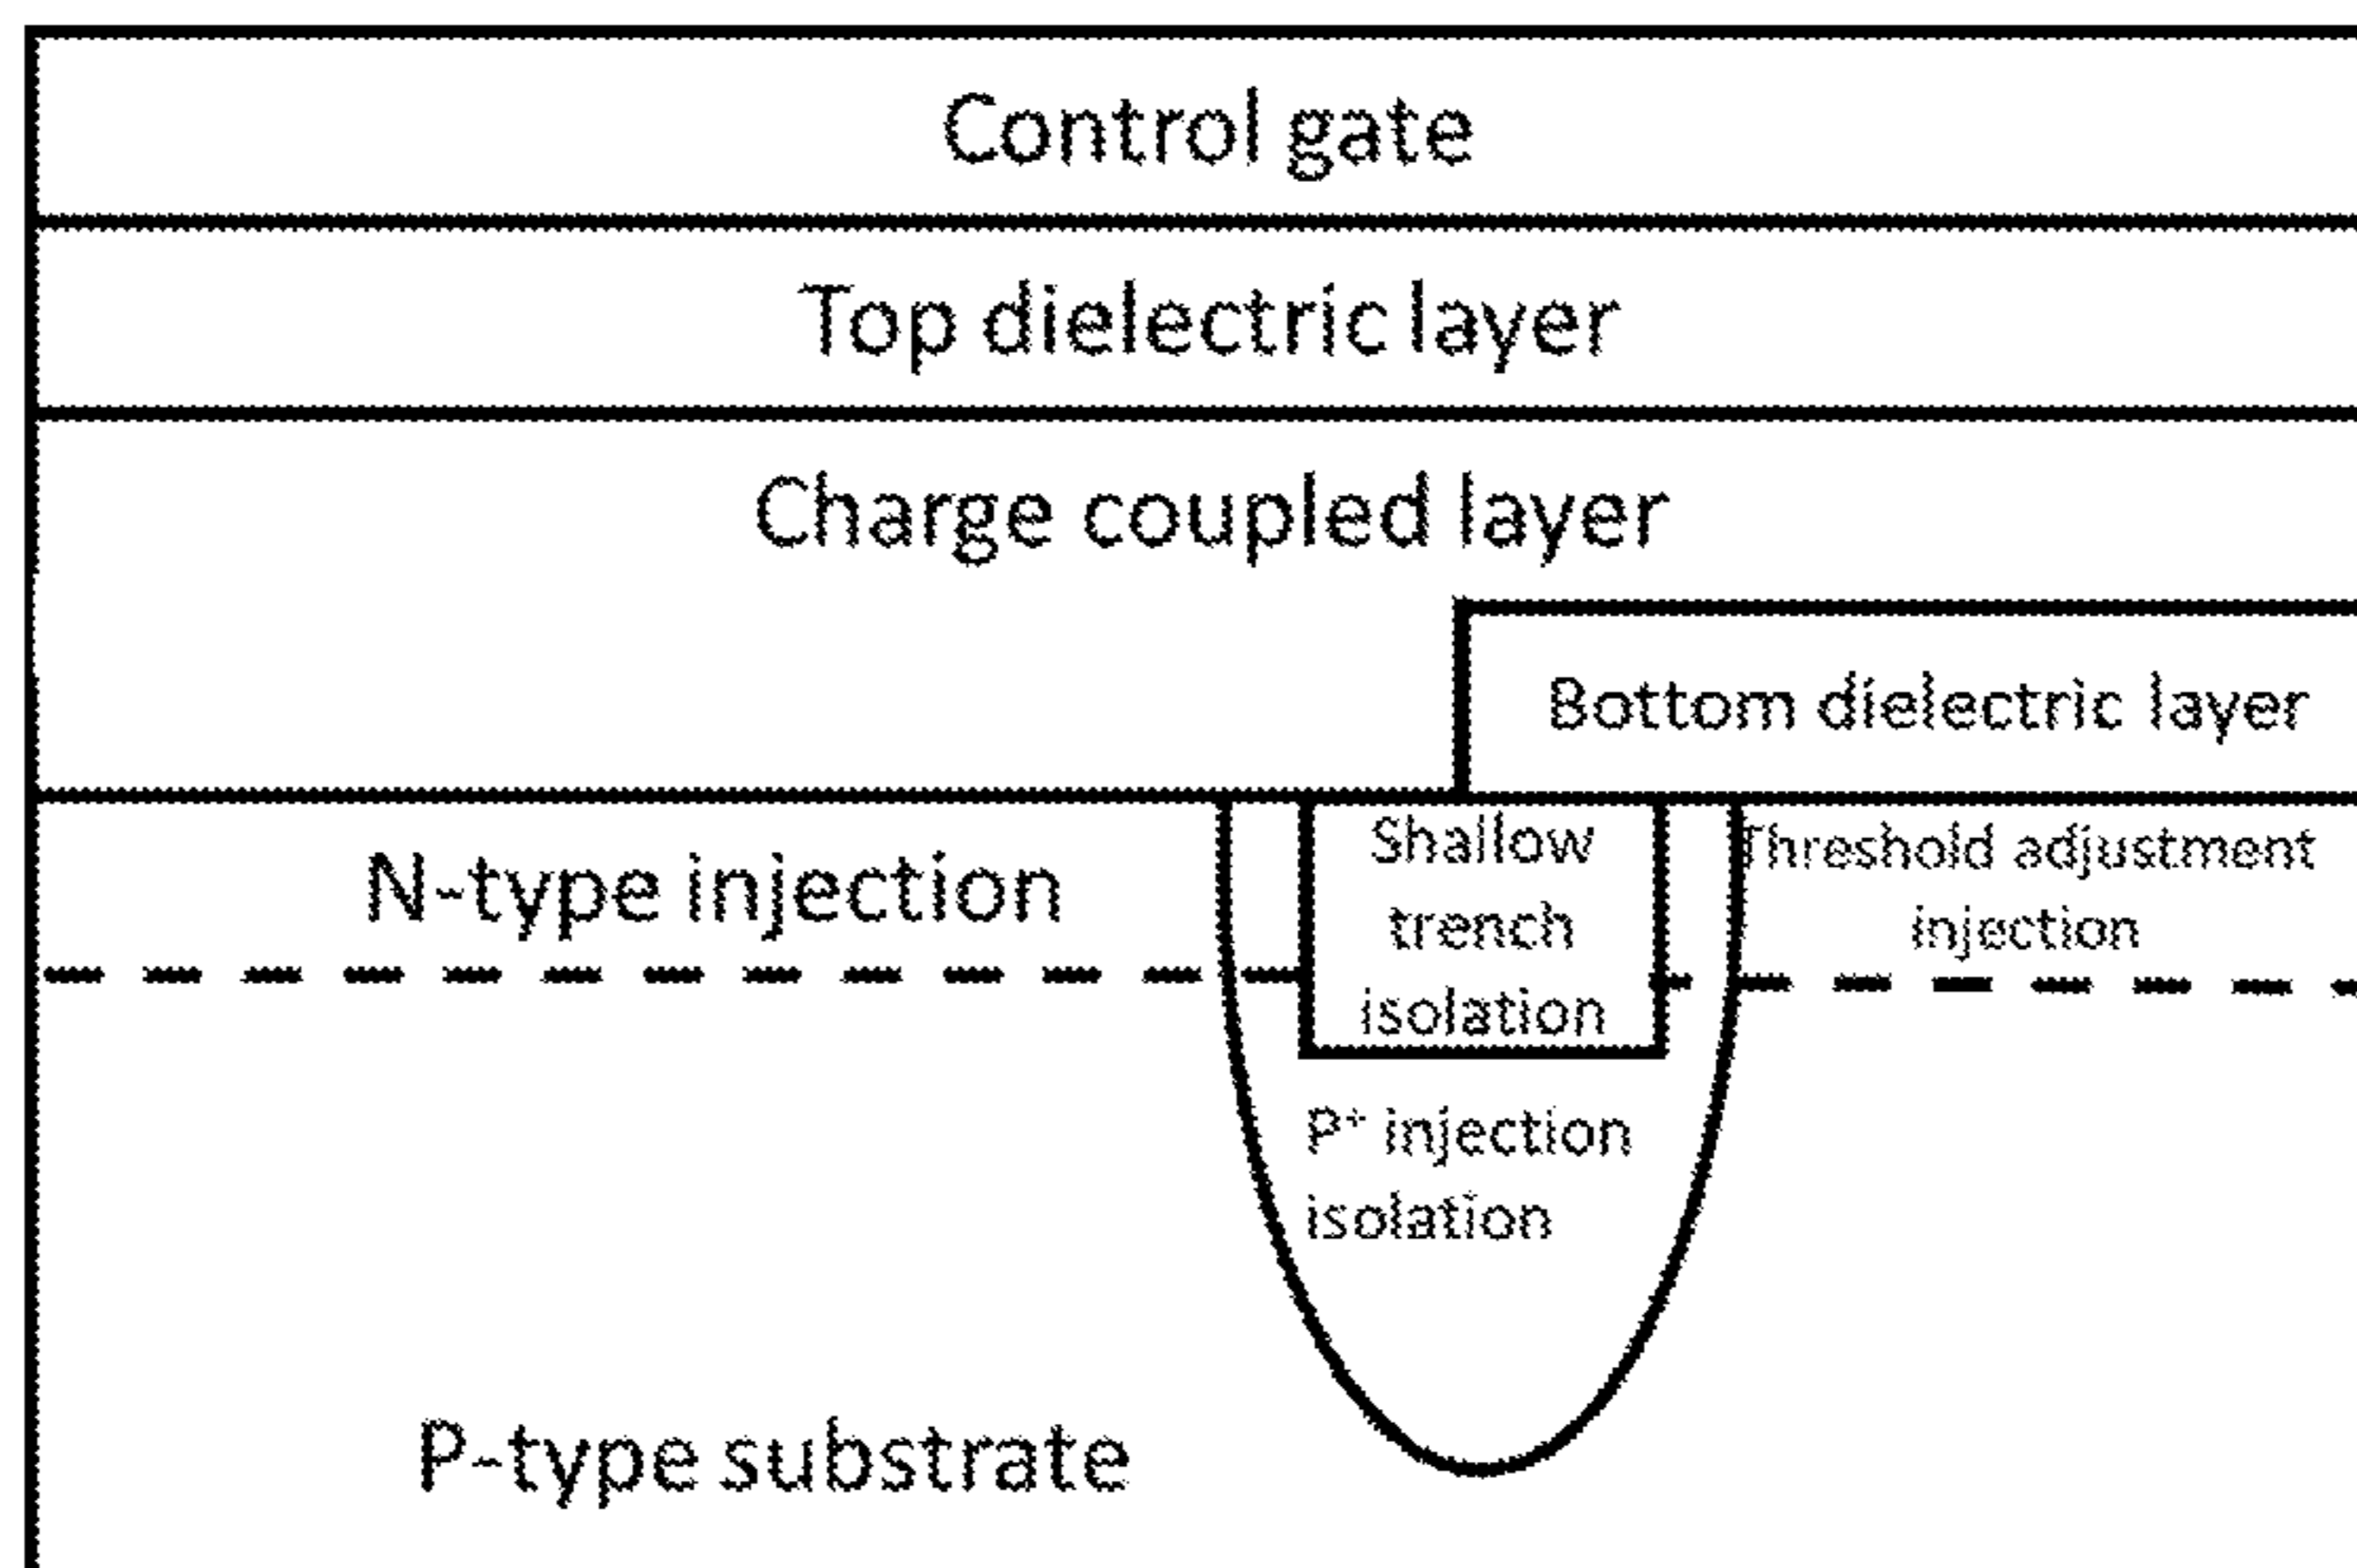 Control gate
Top dielectric layer
Charge coupled layer
Bottom dielectric layer
N-type injection
Shallow
trench
isolation
Threshold adjustment
injection
P⁺ injection
isolation
P-type substrate